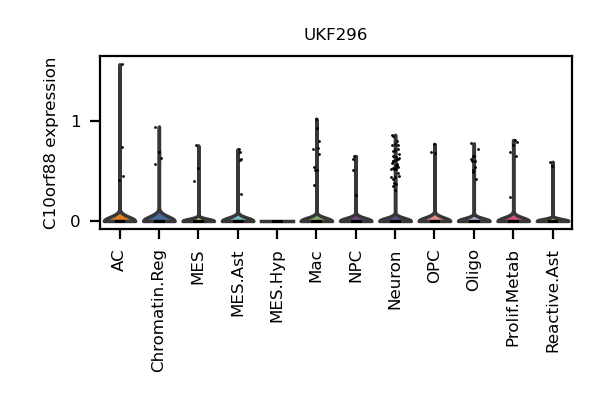 UKF296
C10orf88 expression
1
0
AC
Chromatin.Reg
MES
MES.Ast
MES.Hyp
Mac
NPC
Neuron
OPC
Oligo
Prolif.Metab
Reactive.Ast